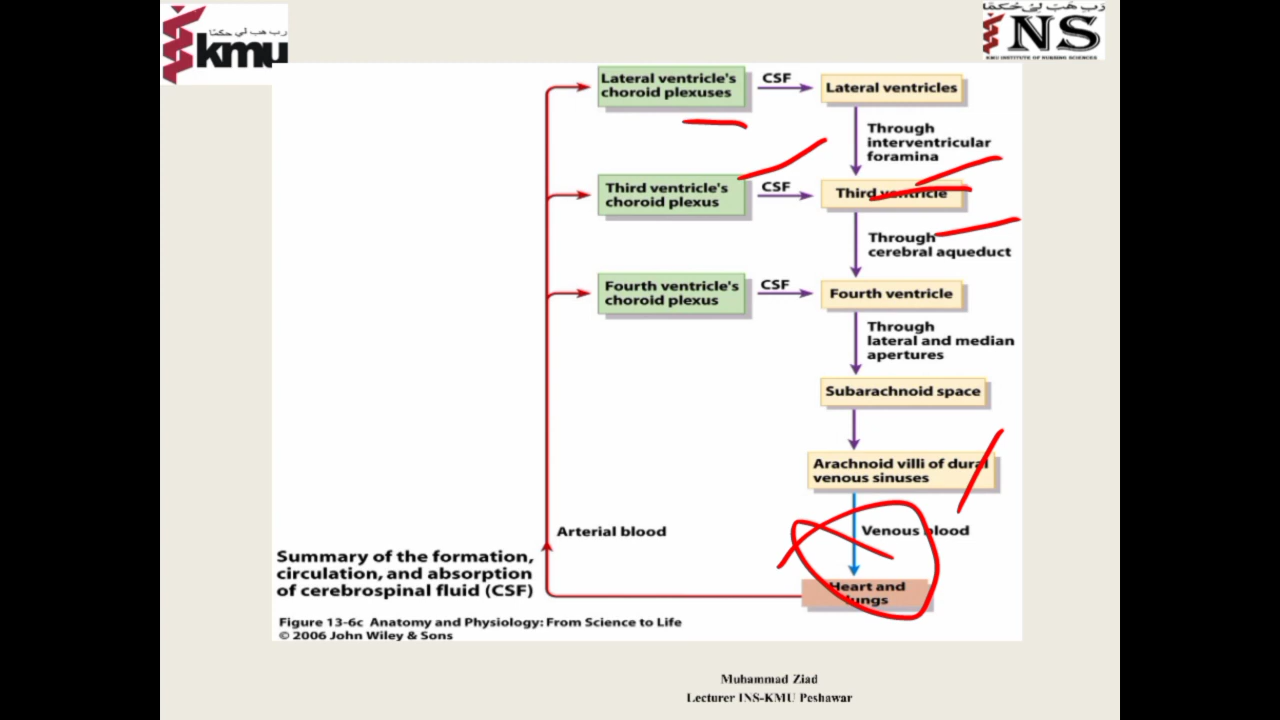 رب هب لي حكما
kmu
رَبِّ هَبْ لِي حُكْمًا
INS
KMU INSTITUTE OF NURSING SCIENCES
Lateral ventricle's
choroid plexuses
CSF
Lateral ventricles
Through
interventricular
foramina
Third ventricle's
choroid plexus
CSF
Third ventricle
Through
cerebral aqueduct
Fourth ventricle's
choroid plexus
CSF
Fourth ventricle
Through
lateral and median
apertures
Subarachnoid space
Arachnoid villi of dural
venous sinuses
Arterial blood
Venous blood
Heart and
lungs
Summary of the formation,
circulation, and absorption
of cerebrospinal fluid (CSF)
Figure 13-6c Anatomy and Physiology: From Science to Life
© 2006 John Wiley & Sons
Muhammad Ziad
Lecturer INS-KMU Peshawar